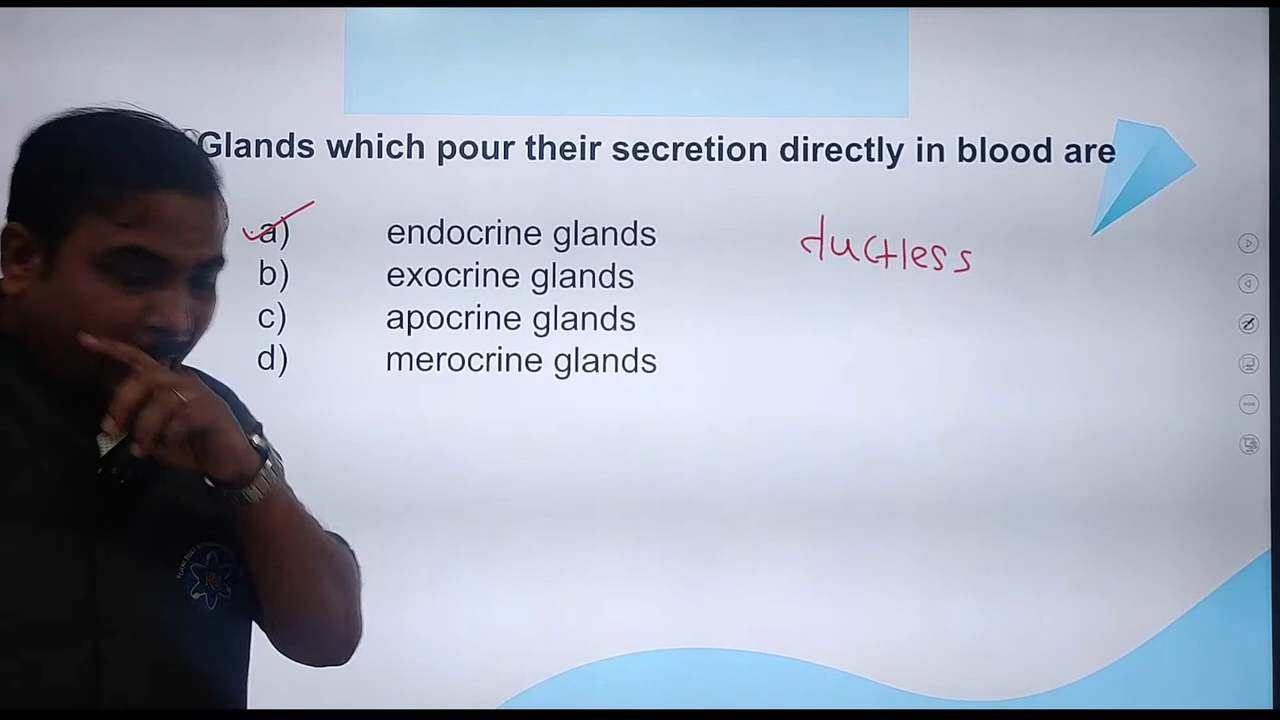 Glands which pour their secretion directly in blood are
a) endocrine glands
ductless
b) exocrine glands
c) apocrine glands
d) merocrine glands